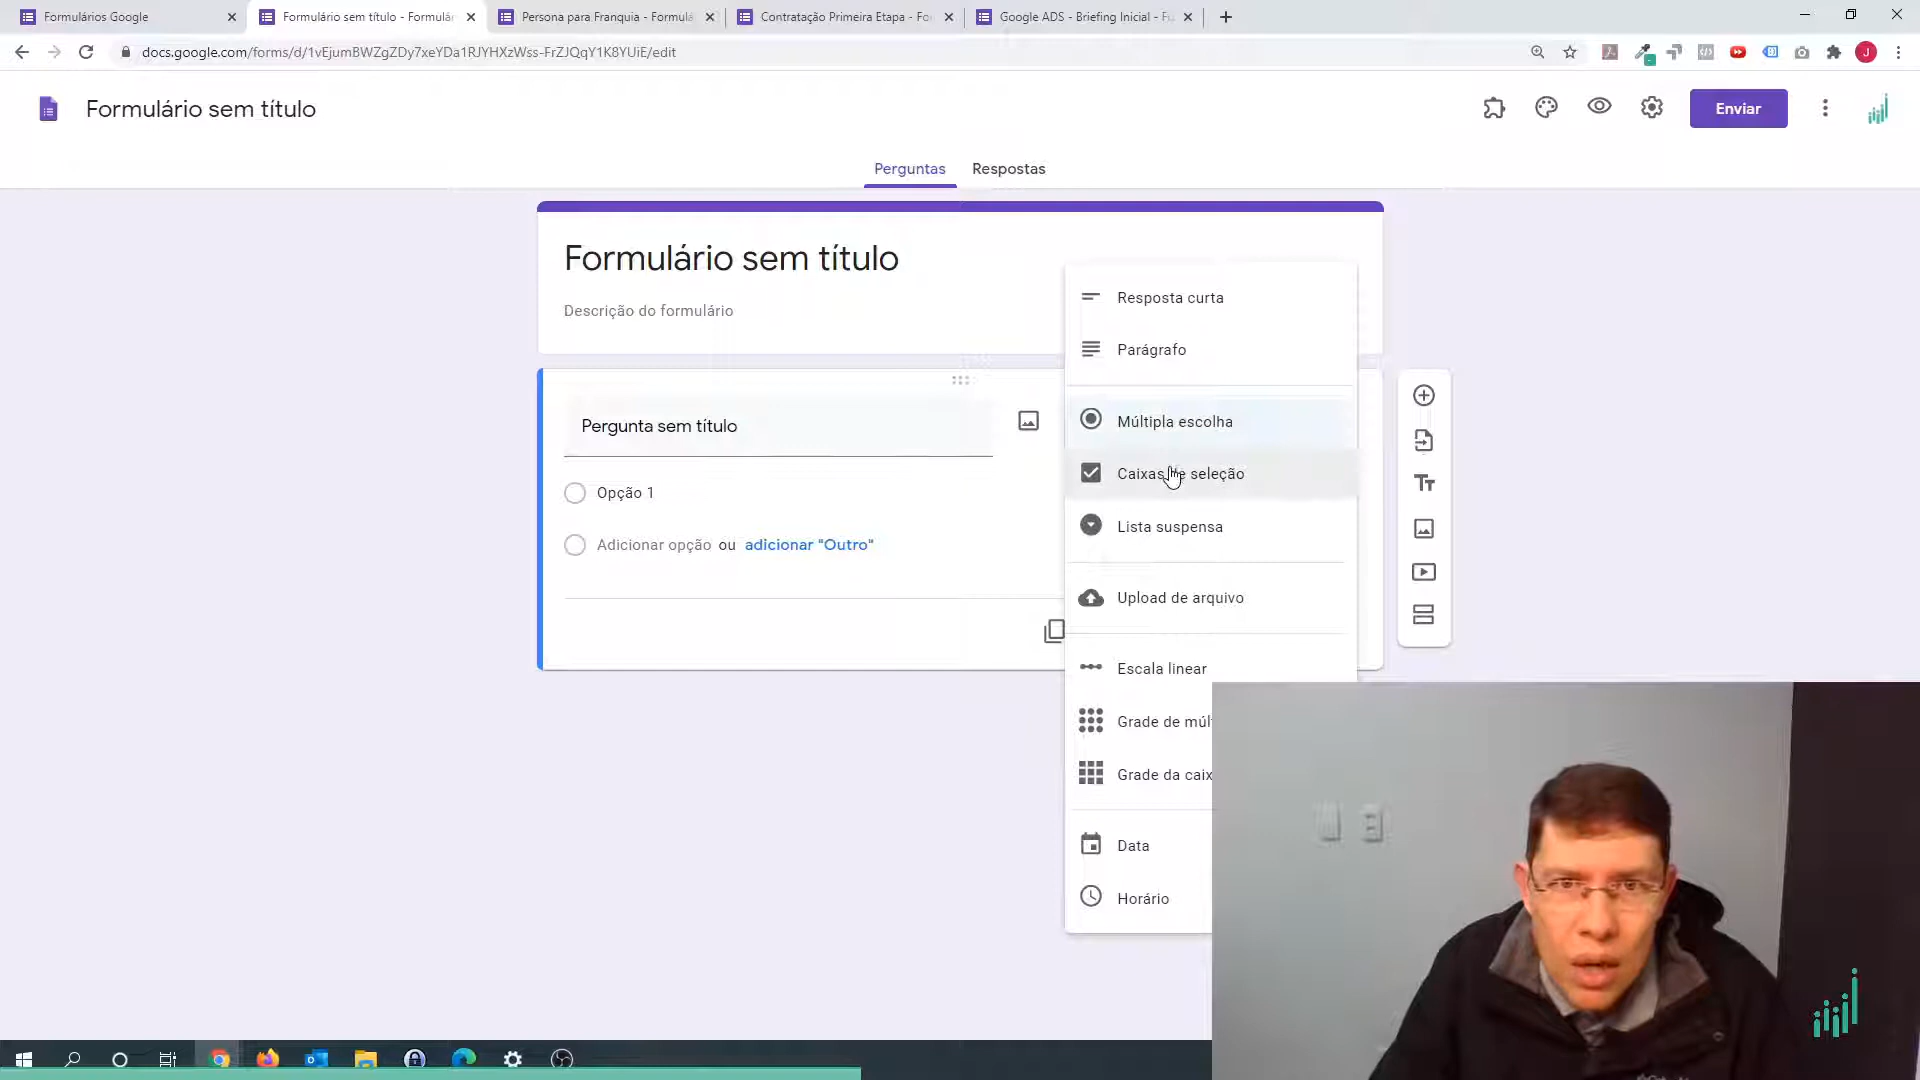 Formulários Google
Formulário sem título - Formulár
Persona para Franquia - Formulá
Contratação Primeira Etapa - Fo
Google ADS - Briefing Inicial - Fo
docs.google.com/forms/d/1vEjumBWZgZDy7xeYDa1RJYHXzWss-FrZJQqY1K8YUiE/edit
J
Formulário sem título
Enviar
Perguntas
Respostas
Formulário sem título
Descrição do formulário
Pergunta sem título
Opção 1
Adicionar opção ou adicionar "Outro"
Resposta curta
Parágrafo
Múltipla escolha
Caixas de seleção
Lista suspensa
Upload de arquivo
Escala linear
Grade de múl
Grade da caix
Data
Horário
Tт